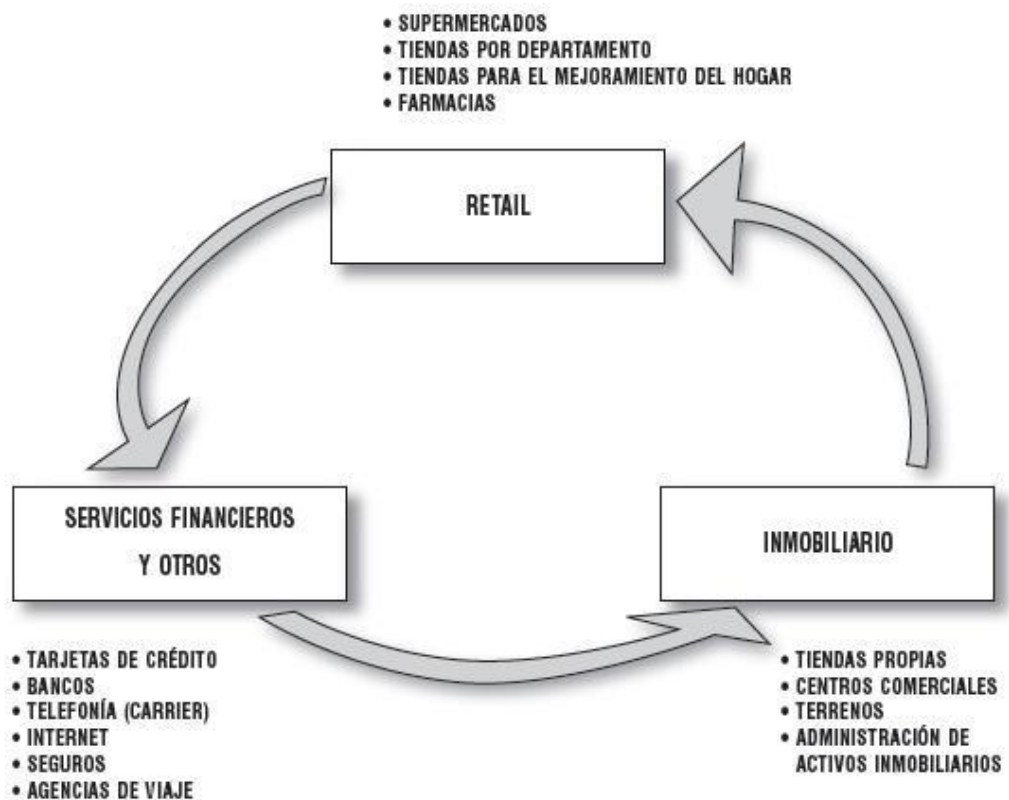 • SUPERMERCADOS
• TIENDAS POR DEPARTAMENTO
• TIENDAS PARA EL MEJORAMIENTO DEL HOGAR
• FARMACIAS
RETAIL
SERVICIOS FINANCIEROS
Y OTROS
• TARJETAS DE CRÉDITO
• BANCOS
• TELEFONÍA (CARRIER)
• INTERNET
• SEGUROS
• AGENCIAS DE VIAJE
INMOBILIARIO
• TIENDAS PROPIAS
• CENTROS COMERCIALES
• TERRENOS
• ADMINISTRACIÓN DE
ACTIVOS INMOBILIARIOS